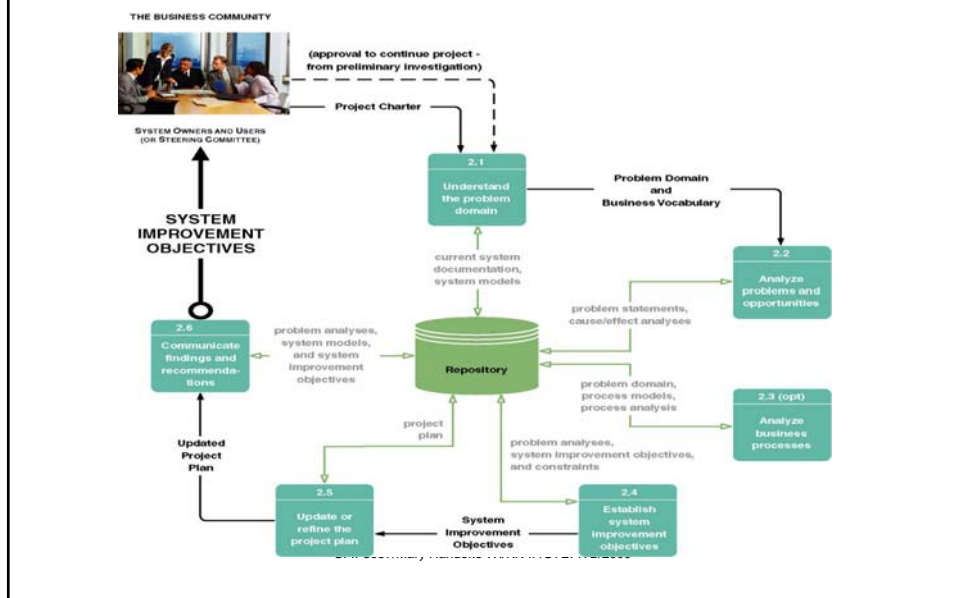 THE BUSINESS COMMUNITY
(approval to continue project -
from preliminary investigation)
Project Charter
SYSTEM OWNERS AND USERS
(OR STEERING COMMITTEE)
2.1
Understand
the problem
domain
Problem Domain
and
Business Vocabulary
SYSTEM
IMPROVEMENT
OBJECTIVES
current system
documentation,
system models
2.2
Analyze
problems and
opportunities
problem statements,
cause/effect analyses
2.6
Communicate
findings and
recommenda-
tions
problem analyses,
system models,
and system
improvement
objectives
Repository
problem domain,
process models,
process analysis
2.3 (opt)
Analyze
business
processes
project
plan
problem analyses,
system improvement objectives,
and constraints
Updated
Project
Plan
2.5
Update or
refine the
project plan
System
Improvement
Objectives
2.4
Establish
system
improvement
objectives